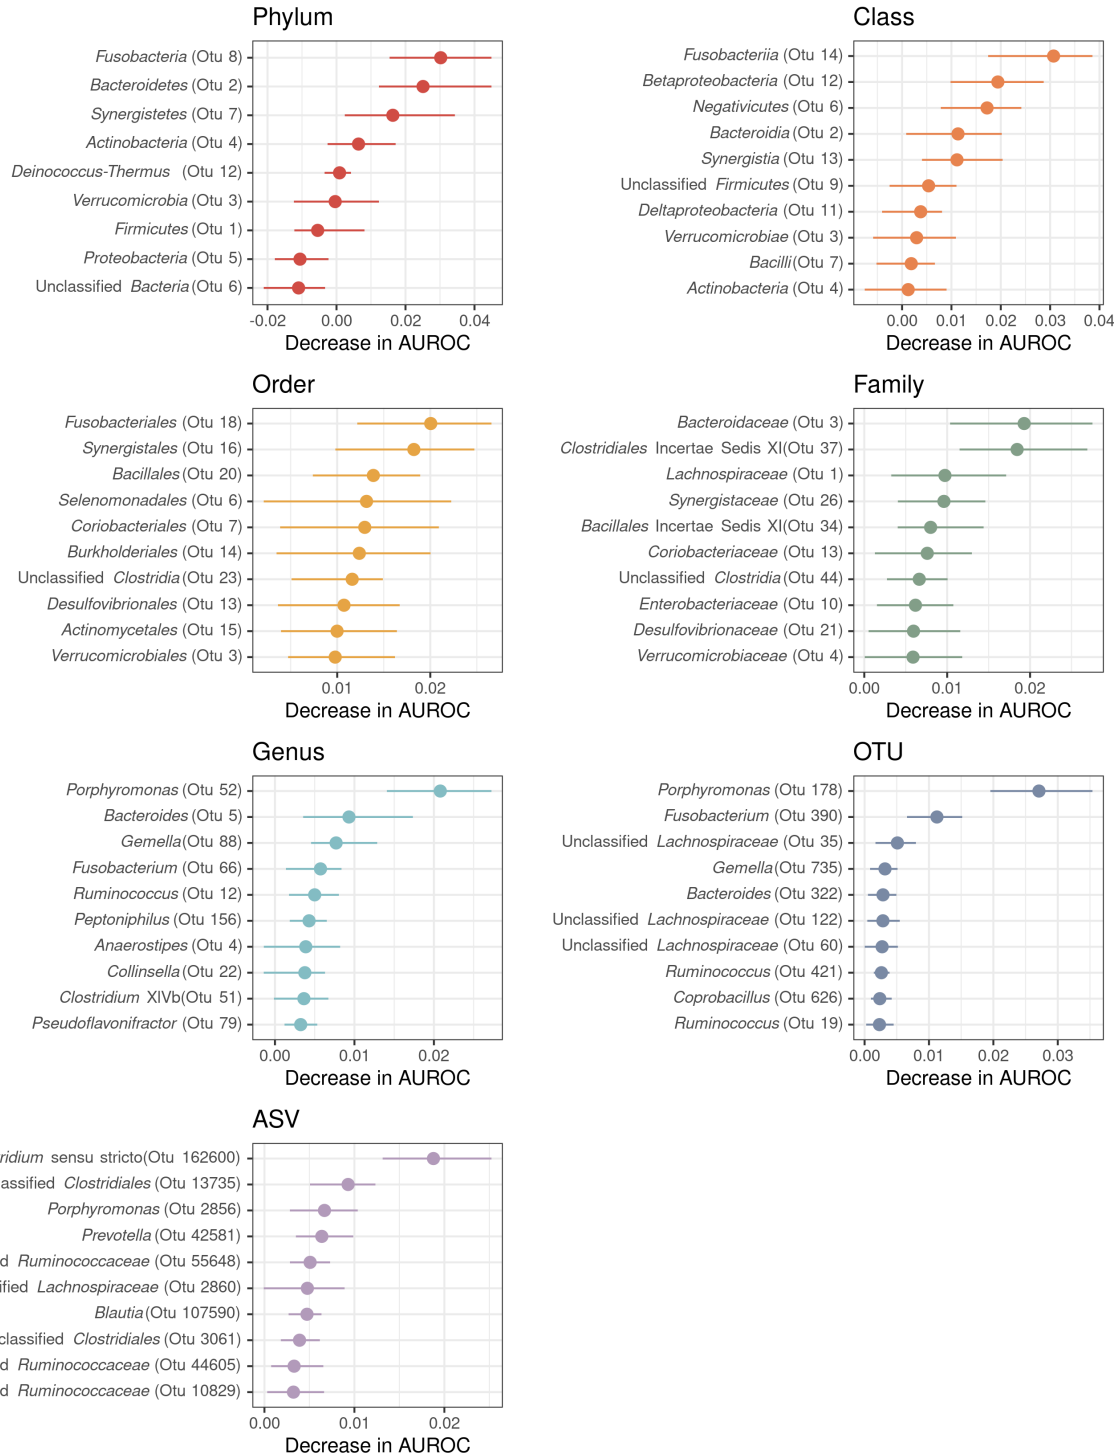 Phylum
Fusobacteria (Otu 8)
Bacteroidetes (Otu 2)
Synergistetes (Otu 7)
Actinobacteria (Otu 4)
Deinococcus-Thermus (Otu 12)
Verrucomicrobia (Otu 3)
Firmicutes (Otu 1)
Proteobacteria (Otu 5)
Unclassified Bacteria(Otu 6)
-0.02 0.00 0.02 0.04
Decrease in AUROC
Class
Fusobacteriia (Otu 14)
Betaproteobacteria (Otu 12)
Negativicutes (Otu 6)
Bacteroidia (Otu 2)
Synergistia (Otu 13)
Unclassified Firmicutes (Otu 9)
Deltaproteobacteria (Otu 11)
Verrucomicrobiae (Otu 3)
Bacilli(Otu 7)
Actinobacteria (Otu 4)
0.00 0.01 0.02 0.03 0.04
Decrease in AUROC
Order
Fusobacteriales (Otu 18)
Synergistales (Otu 16)
Bacillales (Otu 20)
Selenomonadales (Otu 6)
Coriobacteriales (Otu 7)
Burkholderiales (Otu 14)
Unclassified Clostridia (Otu 23)
Desulfovibrionales (Otu 13)
Actinomycetales (Otu 15)
Verrucomicrobiales (Otu 3)
0.01 0.02
Decrease in AUROC
Family
Bacteroidaceae (Otu 3)
Clostridiales Incertae Sedis XI(Otu 37)
Lachnospiraceae (Otu 1)
Synergistaceae (Otu 26)
Bacillales Incertae Sedis XI(Otu 34)
Coriobacteriaceae (Otu 13)
Unclassified Clostridia (Otu 44)
Enterobacteriaceae (Otu 10)
Desulfovibrionaceae (Otu 21)
Verrucomicrobiaceae (Otu 4)
0.00 0.01 0.02
Decrease in AUROC
Genus
Porphyromonas (Otu 52)
Bacteroides (Otu 5)
Gemella(Otu 88)
Fusobacterium (Otu 66)
Ruminococcus (Otu 12)
Peptoniphilus (Otu 156)
Anaerostipes (Otu 4)
Collinsella (Otu 22)
Clostridium XIVb(Otu 51)
Pseudoflavonifractor (Otu 79)
0.00 0.01 0.02
Decrease in AUROC
OTU
Porphyromonas (Otu 178)
Fusobacterium (Otu 390)
Unclassified Lachnospiraceae (Otu 35)
Gemella(Otu 735)
Bacteroides (Otu 322)
Unclassified Lachnospiraceae (Otu 122)
Unclassified Lachnospiraceae (Otu 60)
Ruminococcus (Otu 421)
Coprobacillus (Otu 626)
Ruminococcus (Otu 19)
0.00 0.01 0.02 0.03
Decrease in AUROC
ASV
ridium sensu stricto(Otu 162600)
assified Clostridiales (Otu 13735)
Porphyromonas (Otu 2856)
Prevotella (Otu 42581)
d Ruminococcaceae (Otu 55648)
ified Lachnospiraceae (Otu 2860)
Blautia(Otu 107590)
classified Clostridiales (Otu 3061)
d Ruminococcaceae (Otu 44605)
d Ruminococcaceae (Otu 10829)
0.00 0.01 0.02
Decrease in AUROC